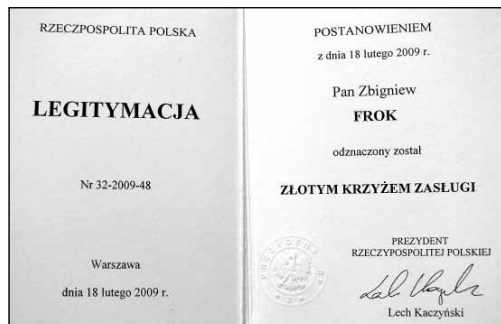 RZECZPOSPOLITA POLSKA
LEGITYMACJA
Nr 32-2009-48
Warszawa
dnia 18 lutego 2009 r.
POSTANOWIENIEM
z dnia 18 lutego 2009 r.
Pan Zbigniew
FROK
odznaczony został
ZŁOTYM KRZYŻEM ZASŁUGI
PREZYDENT
RZECZYPOSPOLITEJ POLSKIEJ
Lech Kaczyński